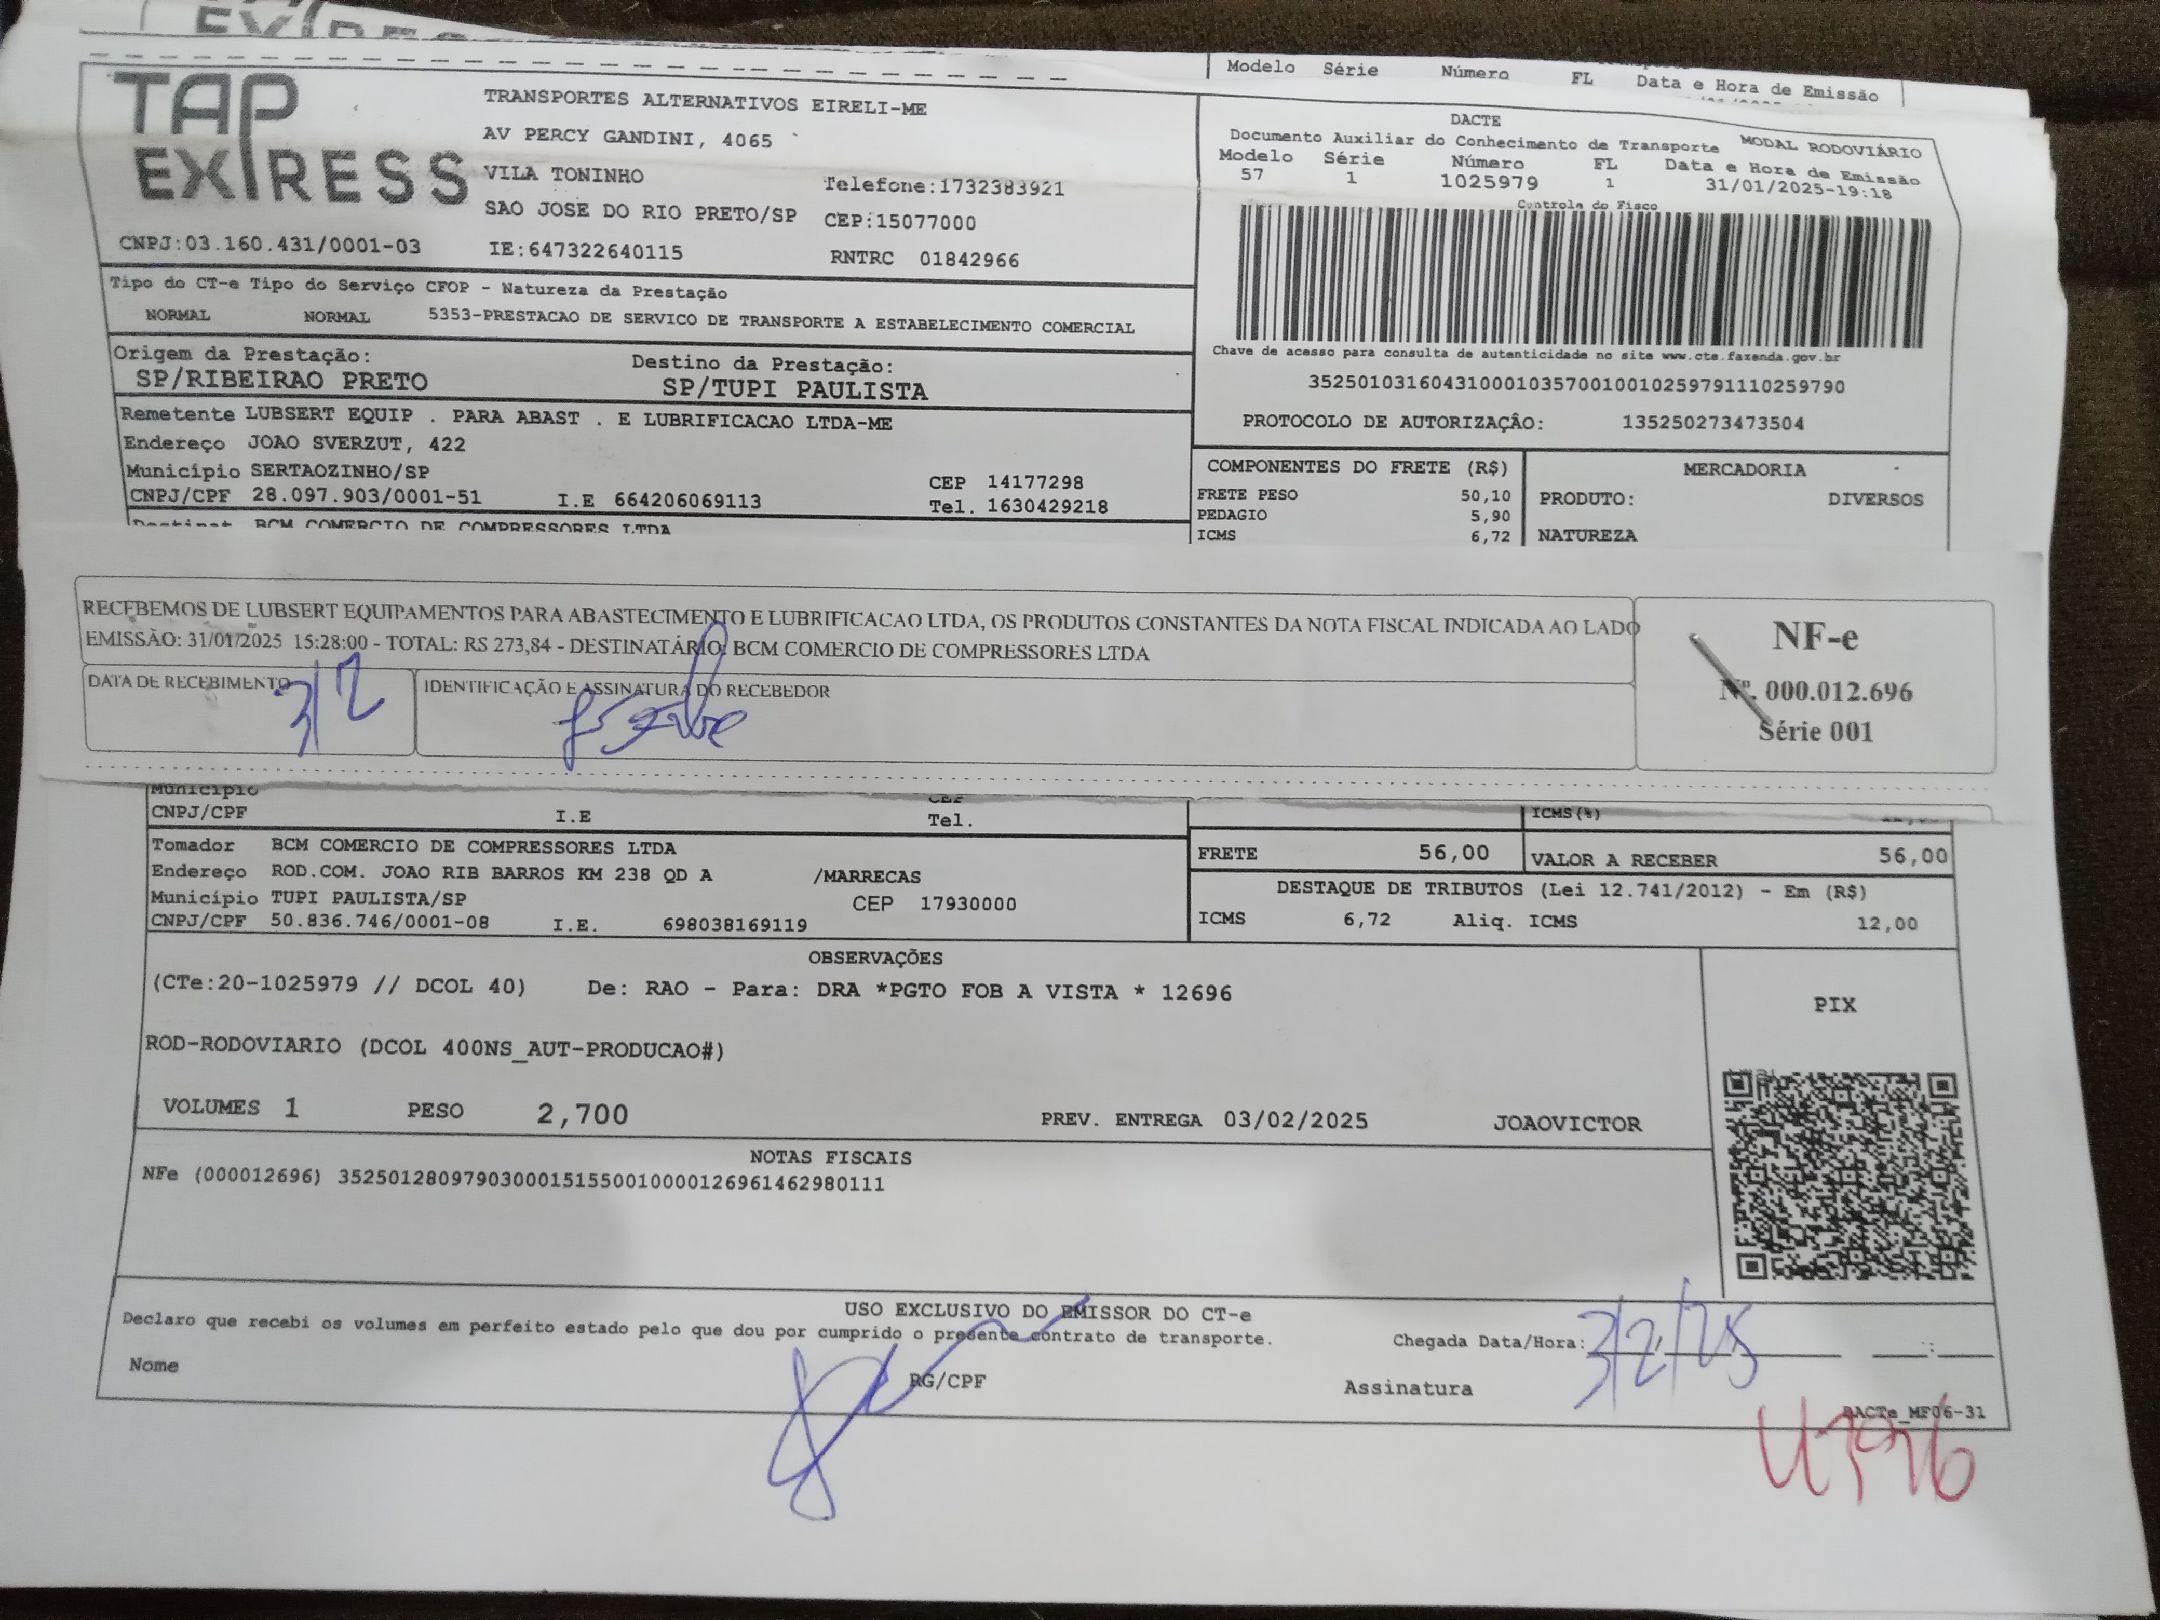 Modelo Série Número FL Data e Hora de Emissão
TAP EXPRESS
TRANSPORTES ALTERNATIVOS EIRELI-ME
AV PERCY GANDINI, 4065
VILA TONINHO Telefone:1732383921
SAO JOSE DO RIO PRETO/SP CEP:15077000
CNPJ:03.160.431/0001-03 IE:647322640115 RNTRC 01842966
DACTE
Documento Auxiliar do Conhecimento de Transporte MODAL RODOVIÁRIO
Modelo Série Número FL Data e Hora de Emissão
57 1 1025979 1 31/01/2025-19:18
Controle do Fisco
Chave de acesso para consulta de autenticidade no site www.cte.fazenda.gov.br
35250103160431000103570010010259791110259790
PROTOCOLO DE AUTORIZAÇÃO: 135250273473504
Tipo do CT-e Tipo do Serviço CFOP - Natureza da Prestação
NORMAL NORMAL 5353-PRESTACAO DE SERVICO DE TRANSPORTE A ESTABELECIMENTO COMERCIAL
Origem da Prestação: Destino da Prestação:
SP/RIBEIRAO PRETO SP/TUPI PAULISTA
Remetente LUBSERT EQUIP . PARA ABAST . E LUBRIFICACAO LTDA-ME
Endereço JOAO SVERZUT, 422
Município SERTAOZINHO/SP CEP 14177298
CNPJ/CPF 28.097.903/0001-51 I.E 664206069113 Tel. 1630429218
Destinat BCM COMERCIO DE COMPRESSORES LTDA
COMPONENTES DO FRETE (R$) MERCADORIA
FRETE PESO 50,10 PRODUTO: DIVERSOS
PEDAGIO 5,90
ICMS 6,72 NATUREZA
RECEBEMOS DE LUBSERT EQUIPAMENTOS PARA ABASTECIMENTO E LUBRIFICACAO LTDA, OS PRODUTOS CONSTANTES DA NOTA FISCAL INDICADA AO LADO
EMISSÃO: 31/01/2025 15:28:00 - TOTAL: R$ 273,84 - DESTINATÁRIO: BCM COMERCIO DE COMPRESSORES LTDA
DATA DE RECEBIMENTO IDENTIFICAÇÃO E ASSINATURA DO RECEBEDOR
3/2
NF-e
Nº. 000.012.696
Série 001
Município CEP
CNPJ/CPF I.E Tel.
ICMS(%)
Tomador BCM COMERCIO DE COMPRESSORES LTDA
Endereço ROD.COM. JOAO RIB BARROS KM 238 QD A /MARRECAS
Município TUPI PAULISTA/SP CEP 17930000
CNPJ/CPF 50.836.746/0001-08 I.E. 698038169119
FRETE 56,00 VALOR A RECEBER 56,00
DESTAQUE DE TRIBUTOS (Lei 12.741/2012) - Em (R$)
ICMS 6,72 Aliq. ICMS 12,00
OBSERVAÇÕES
(CTe:20-1025979 // DCOL 40) De: RAO - Para: DRA *PGTO FOB A VISTA * 12696
PIX
ROD-RODOVIARIO (DCOL 400NS_AUT-PRODUCAO#)
VOLUMES 1 PESO 2,700 PREV. ENTREGA 03/02/2025 JOAOVICTOR
NOTAS FISCAIS
NFe (000012696) 35250128097903000151550010000126961462980111
USO EXCLUSIVO DO EMISSOR DO CT-e
Declaro que recebi os volumes em perfeito estado pelo que dou por cumprido o presente contrato de transporte.
Chegada Data/Hora: 3/2/25
Nome RG/CPF Assinatura
DACTe_MF06-31